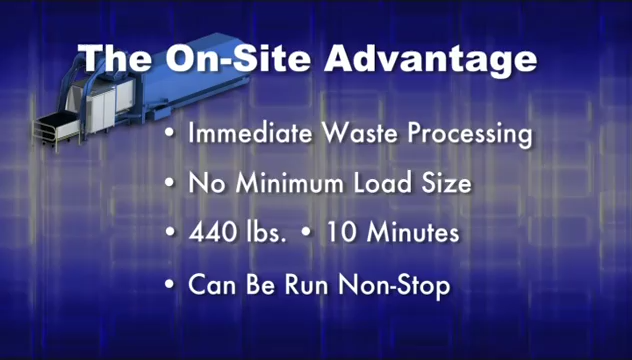 The On-Site Advantage
• Immediate Waste Processing
• No Minimum Load Size
• 440 lbs. • 10 Minutes
• Can Be Run Non-Stop